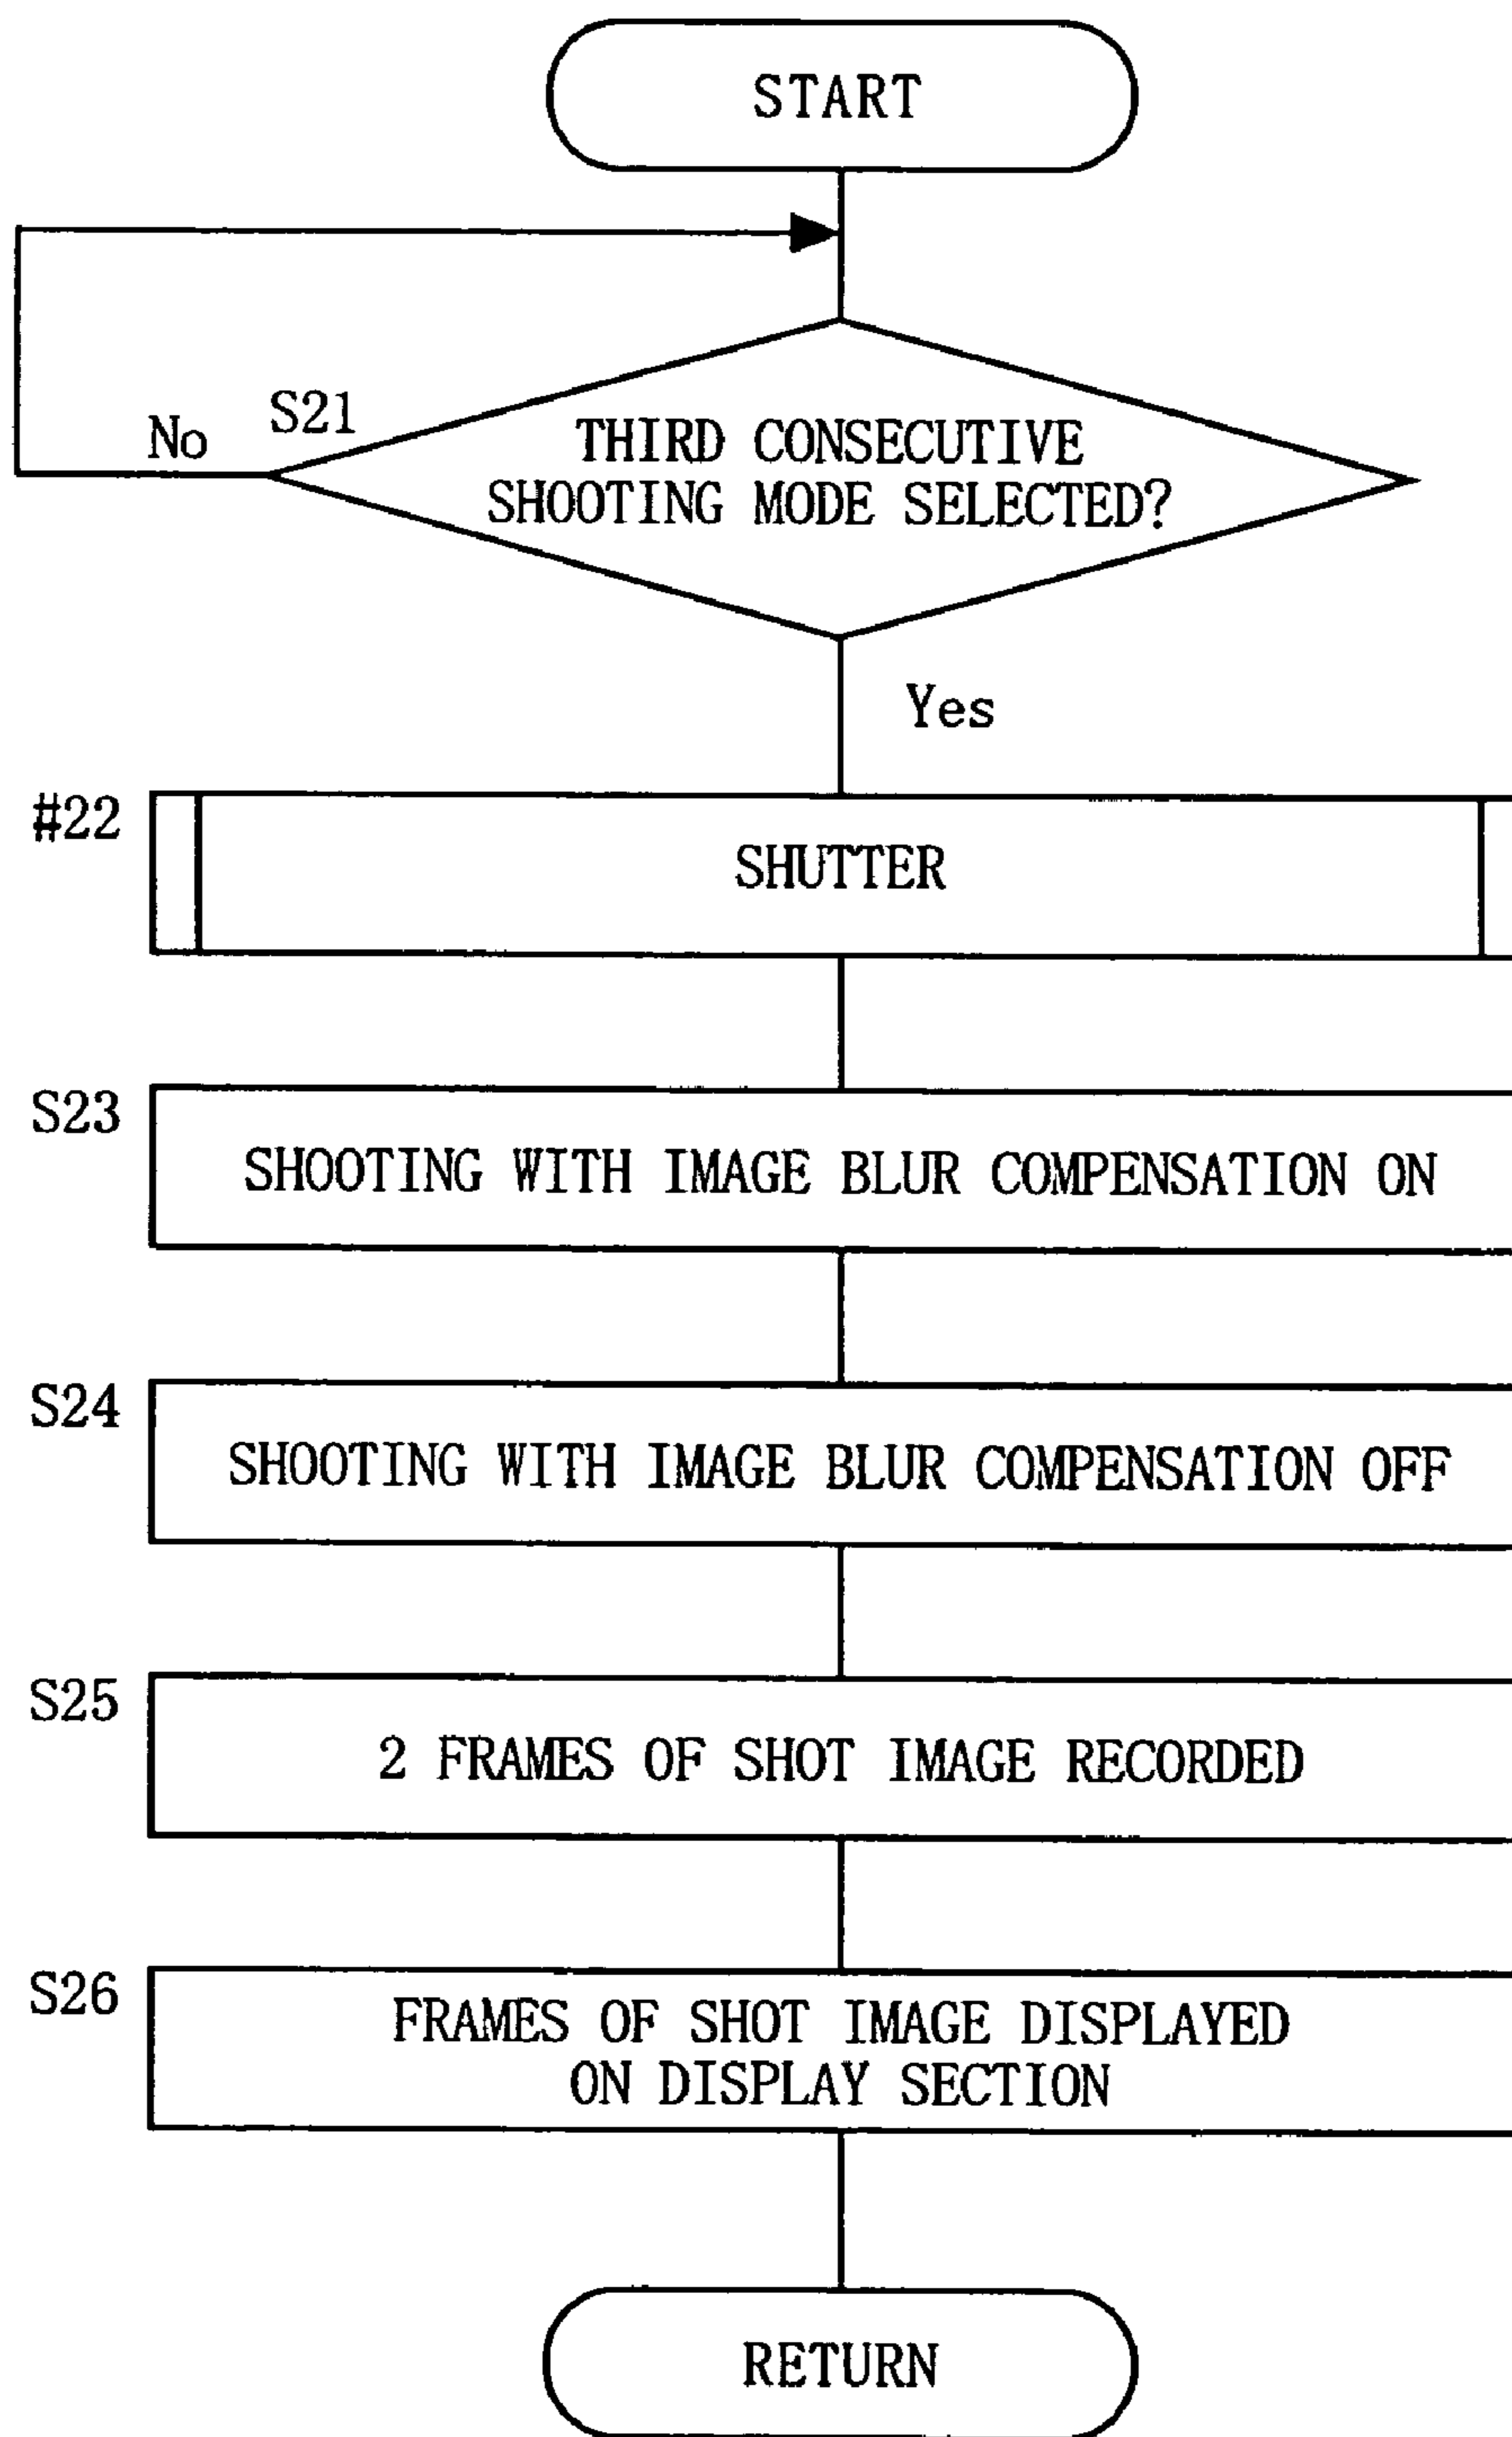 START
No
S21
THIRD CONSECUTIVE
SHOOTING MODE SELECTED?
Yes
#22
SHUTTER
S23
SHOOTING WITH IMAGE BLUR COMPENSATION ON
S24
SHOOTING WITH IMAGE BLUR COMPENSATION OFF
S25
2 FRAMES OF SHOT IMAGE RECORDED
S26
FRAMES OF SHOT IMAGE DISPLAYED
ON DISPLAY SECTION
RETURN